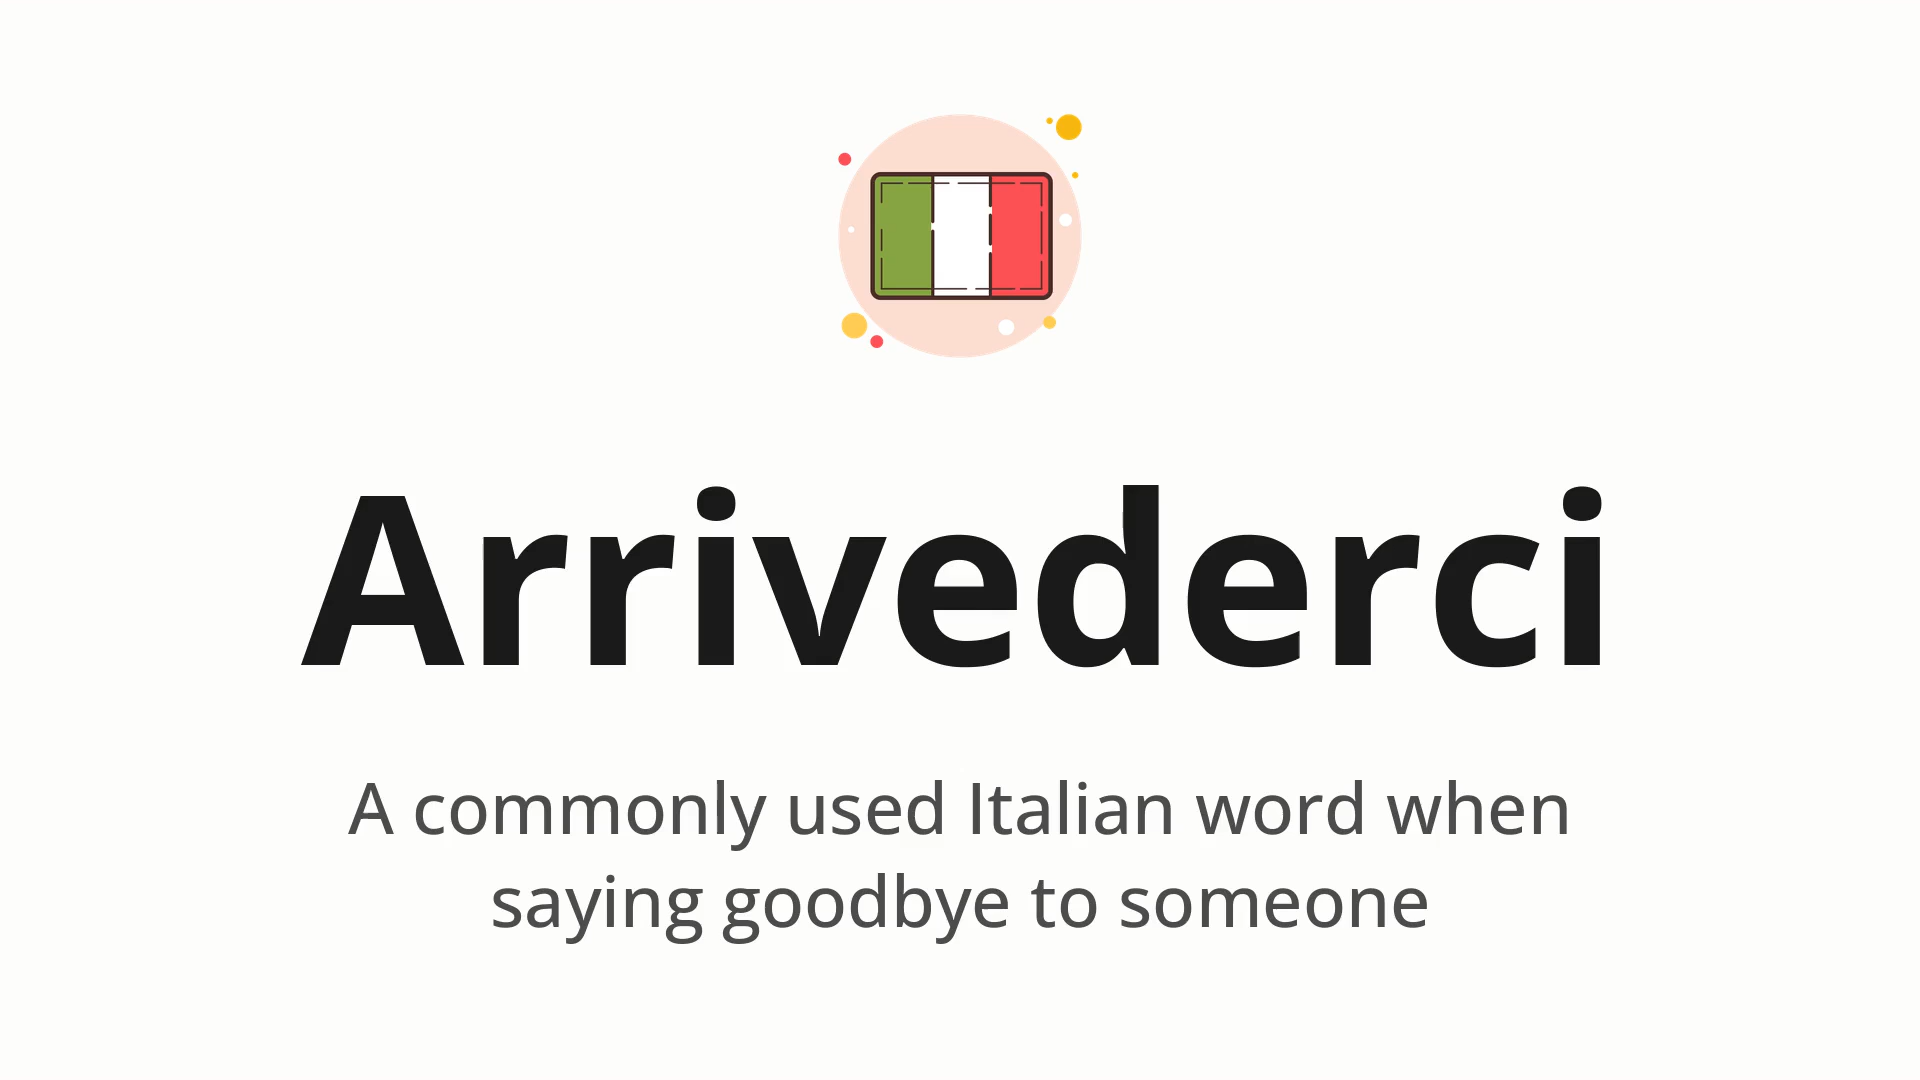 Arrivederci
A commonly used Italian word when
saying goodbye to someone